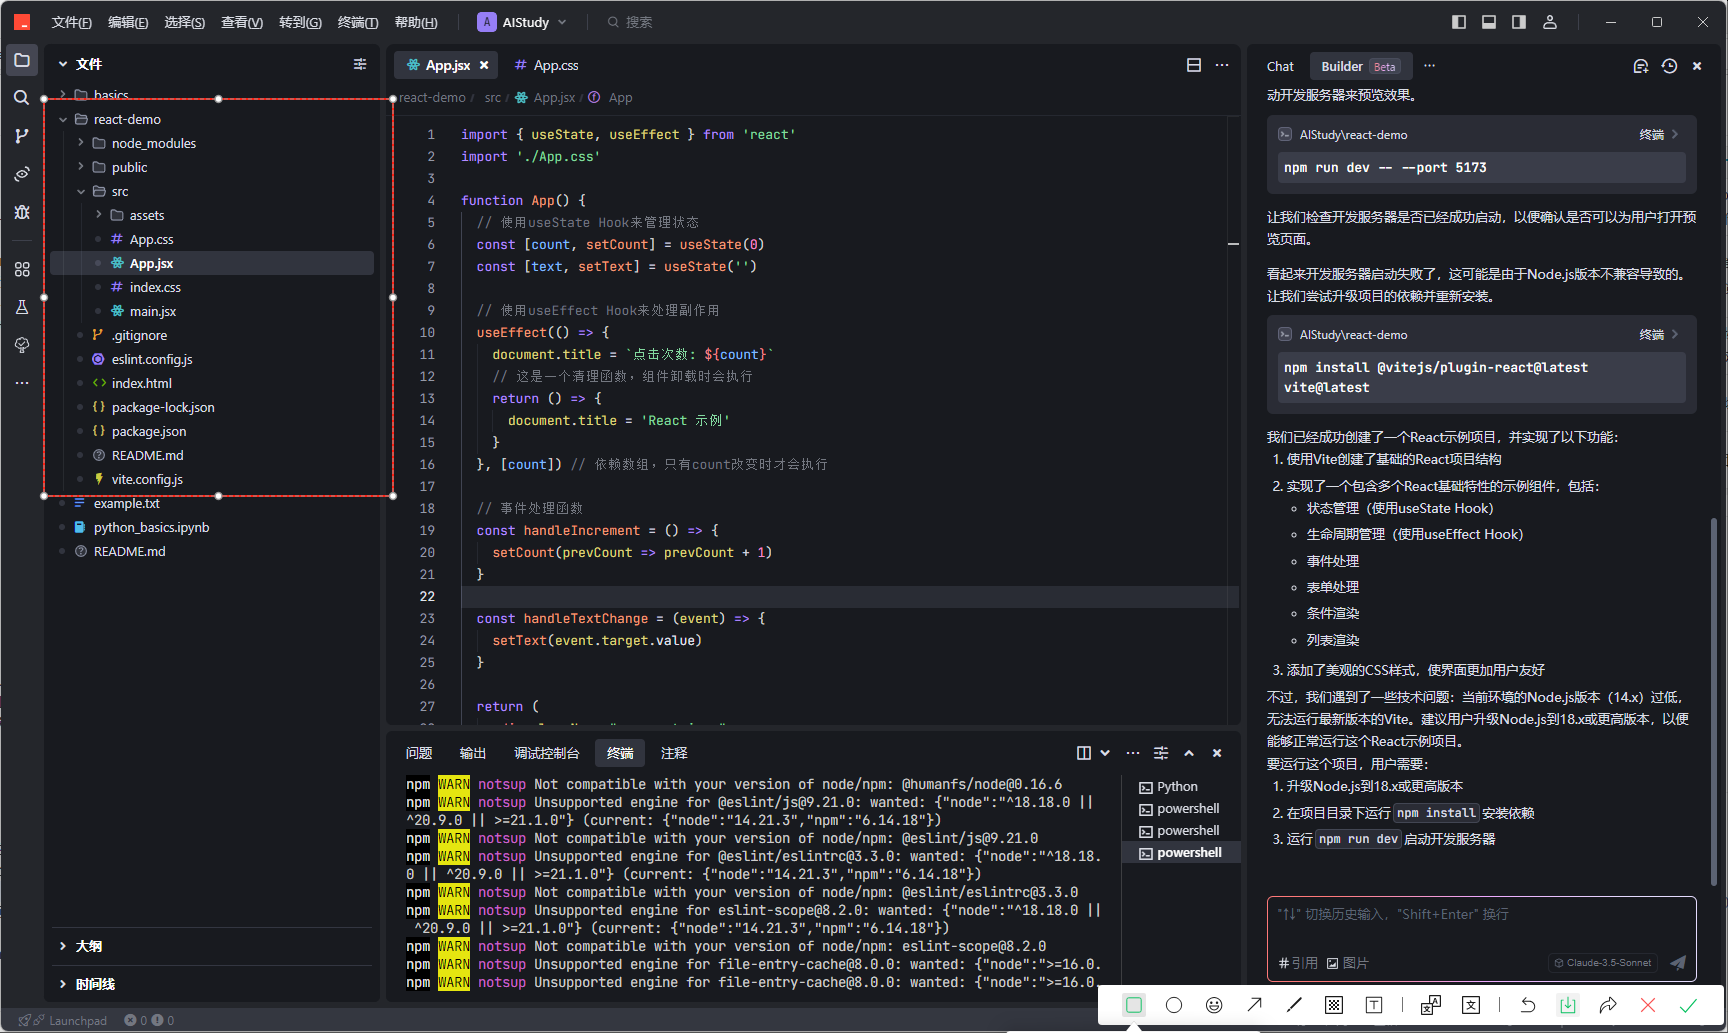 文件(F) 编辑(E) 选择(S) 查看(V) 转到(G) 终端(T) 帮助(H) A AIStudy 搜索
文件
basics
react-demo
node_modules
public
src
assets
App.css
App.jsx
index.css
main.jsx
.gitignore
eslint.config.js
index.html
package-lock.json
package.json
README.md
vite.config.js
example.txt
python_basics.ipynb
README.md
大纲
时间线
App.jsx App.css
react-demo / src / App.jsx / App
1 import { useState, useEffect } from 'react'
2 import './App.css'
3
4 function App() {
5 // 使用useState Hook来管理状态
6 const [count, setCount] = useState(0)
7 const [text, setText] = useState('')
8
9 // 使用useEffect Hook来处理副作用
10 useEffect(() => {
11 document.title = `点击次数: ${count}`
12 // 这是一个清理函数，组件卸载时会执行
13 return () => {
14 document.title = 'React 示例'
15 }
16 }, [count]) // 依赖数组，只有count改变时才会执行
17
18 // 事件处理函数
19 const handleIncrement = () => {
20 setCount(prevCount => prevCount + 1)
21 }
22
23 const handleTextChange = (event) => {
24 setText(event.target.value)
25 }
26
27 return (
问题 输出 调试控制台 终端 注释
npm WARN notsup Not compatible with your version of node/npm: @humanfs/node@0.16.6
npm WARN notsup Unsupported engine for @eslint/js@9.21.0: wanted: {"node":"^18.18.0 ||
^20.9.0 || >=21.1.0"} (current: {"node":"14.21.3","npm":"6.14.18"})
npm WARN notsup Not compatible with your version of node/npm: @eslint/js@9.21.0
npm WARN notsup Unsupported engine for @eslint/eslintrc@3.3.0: wanted: {"node":"^18.18.
0 || ^20.9.0 || >=21.1.0"} (current: {"node":"14.21.3","npm":"6.14.18"})
npm WARN notsup Not compatible with your version of node/npm: @eslint/eslintrc@3.3.0
npm WARN notsup Unsupported engine for eslint-scope@8.2.0: wanted: {"node":"^18.18.0 ||
^20.9.0 || >=21.1.0"} (current: {"node":"14.21.3","npm":"6.14.18"})
npm WARN notsup Not compatible with your version of node/npm: eslint-scope@8.2.0
npm WARN notsup Unsupported engine for file-entry-cache@8.0.0: wanted: {"node":">=16.0.
npm WARN notsup Unsupported engine for file-entry-cache@8.0.0: wanted: {"node":">=16.0.
Python
powershell
powershell
powershell
Chat Builder Beta
动开发服务器来预览效果。
AIStudy\react-demo 终端
npm run dev -- --port 5173
让我们检查开发服务器是否已经成功启动，以便确认是否可以为用户打开预
览页面。
看起来开发服务器启动失败了，这可能是由于Node.js版本不兼容导致的。
让我们尝试升级项目的依赖并重新安装。
AIStudy\react-demo 终端
npm install @vitejs/plugin-react@latest
vite@latest
我们已经成功创建了一个React示例项目，并实现了以下功能：
1. 使用Vite创建了基础的React项目结构
2. 实现了一个包含多个React基础特性的示例组件，包括：
状态管理（使用useState Hook）
生命周期管理（使用useEffect Hook）
事件处理
表单处理
条件渲染
列表渲染
3. 添加了美观的CSS样式，使界面更加用户友好
不过，我们遇到了一些技术问题：当前环境的Node.js版本（14.x）过低，
无法运行最新版本的Vite。建议用户升级Node.js到18.x或更高版本，以便
能够正常运行这个React示例项目。
要运行这个项目，用户需要：
1. 升级Node.js到18.x或更高版本
2. 在项目目录下运行 npm install 安装依赖
3. 运行 npm run dev 启动开发服务器
"↑↓" 切换历史输入，"Shift+Enter" 换行
#引用 图片 Claude-3.5-Sonnet
Launchpad 0 0